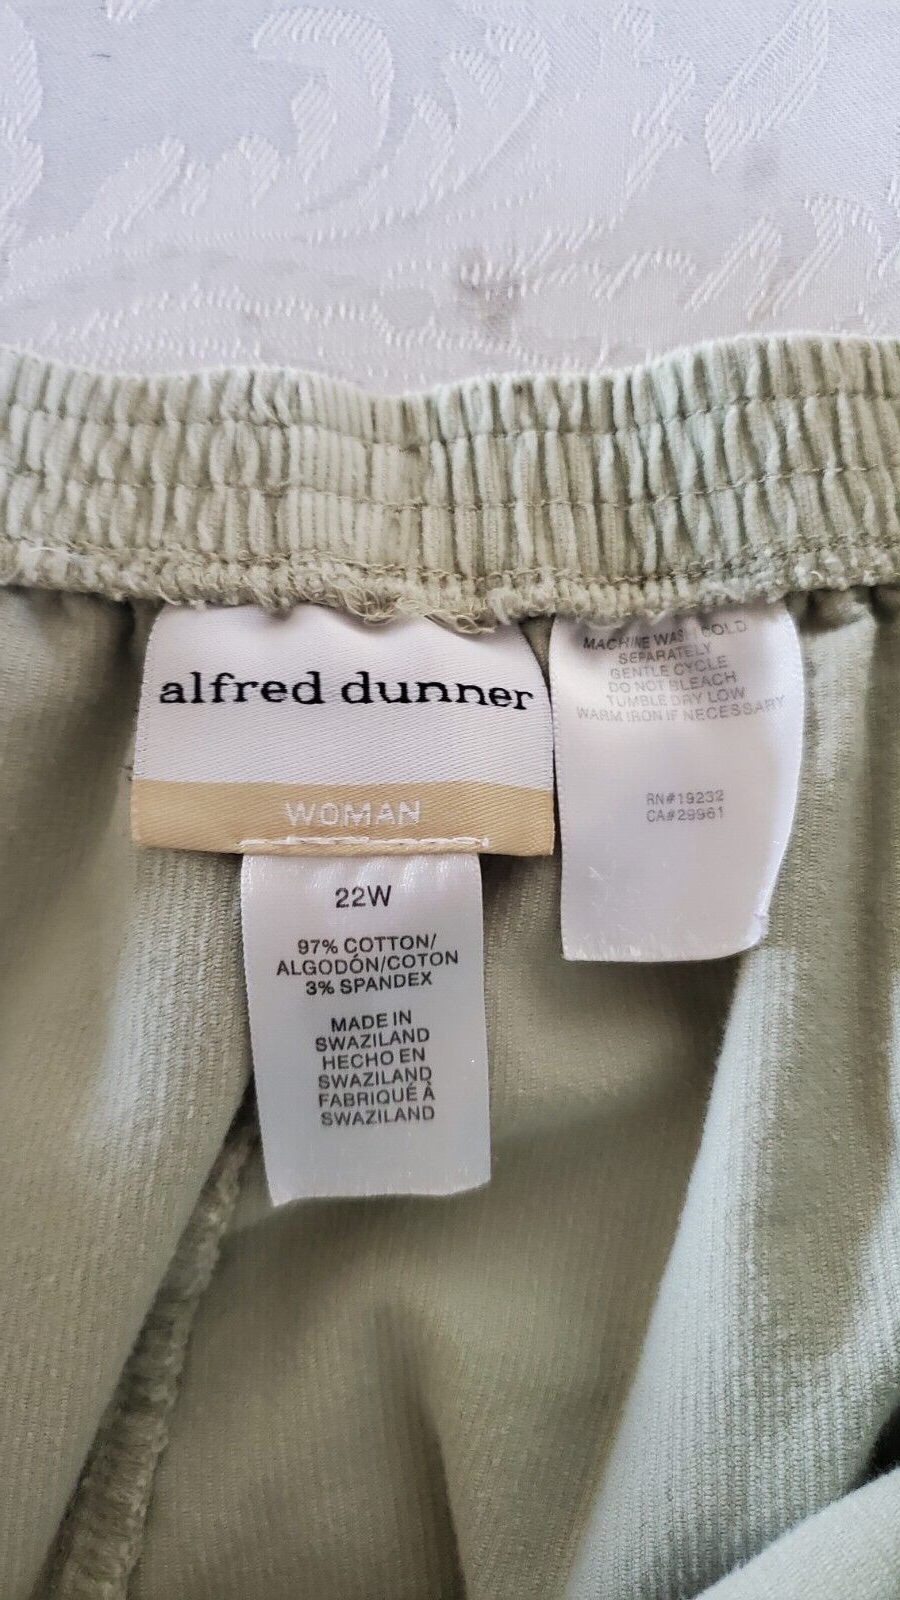 alfred dunner
WOMAN
22W
97% COTTON/
ALGODÓN/COTON
3% SPANDEX
MADE IN
SWAZILAND
HECHO EN
SWAZILAND
FABRIQUÉ À
SWAZILAND
MACHINE WASH COLD
SEPARATELY
GENTLE CYCLE
DO NOT BLEACH
TUMBLE DRY LOW
WARM IRON IF NECESSARY
RN#19232
CA#29961